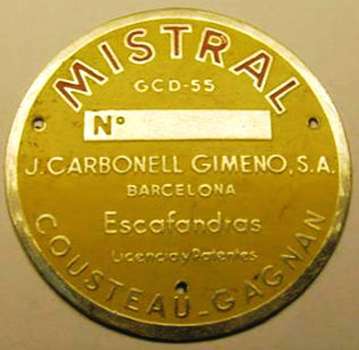 MISTRAL
GCD-55
Nº
J. CARBONELL GIMENO, S.A.
BARCELONA
Escafandras
Licencia y Patentes
COUSTEAU-GAGNAN